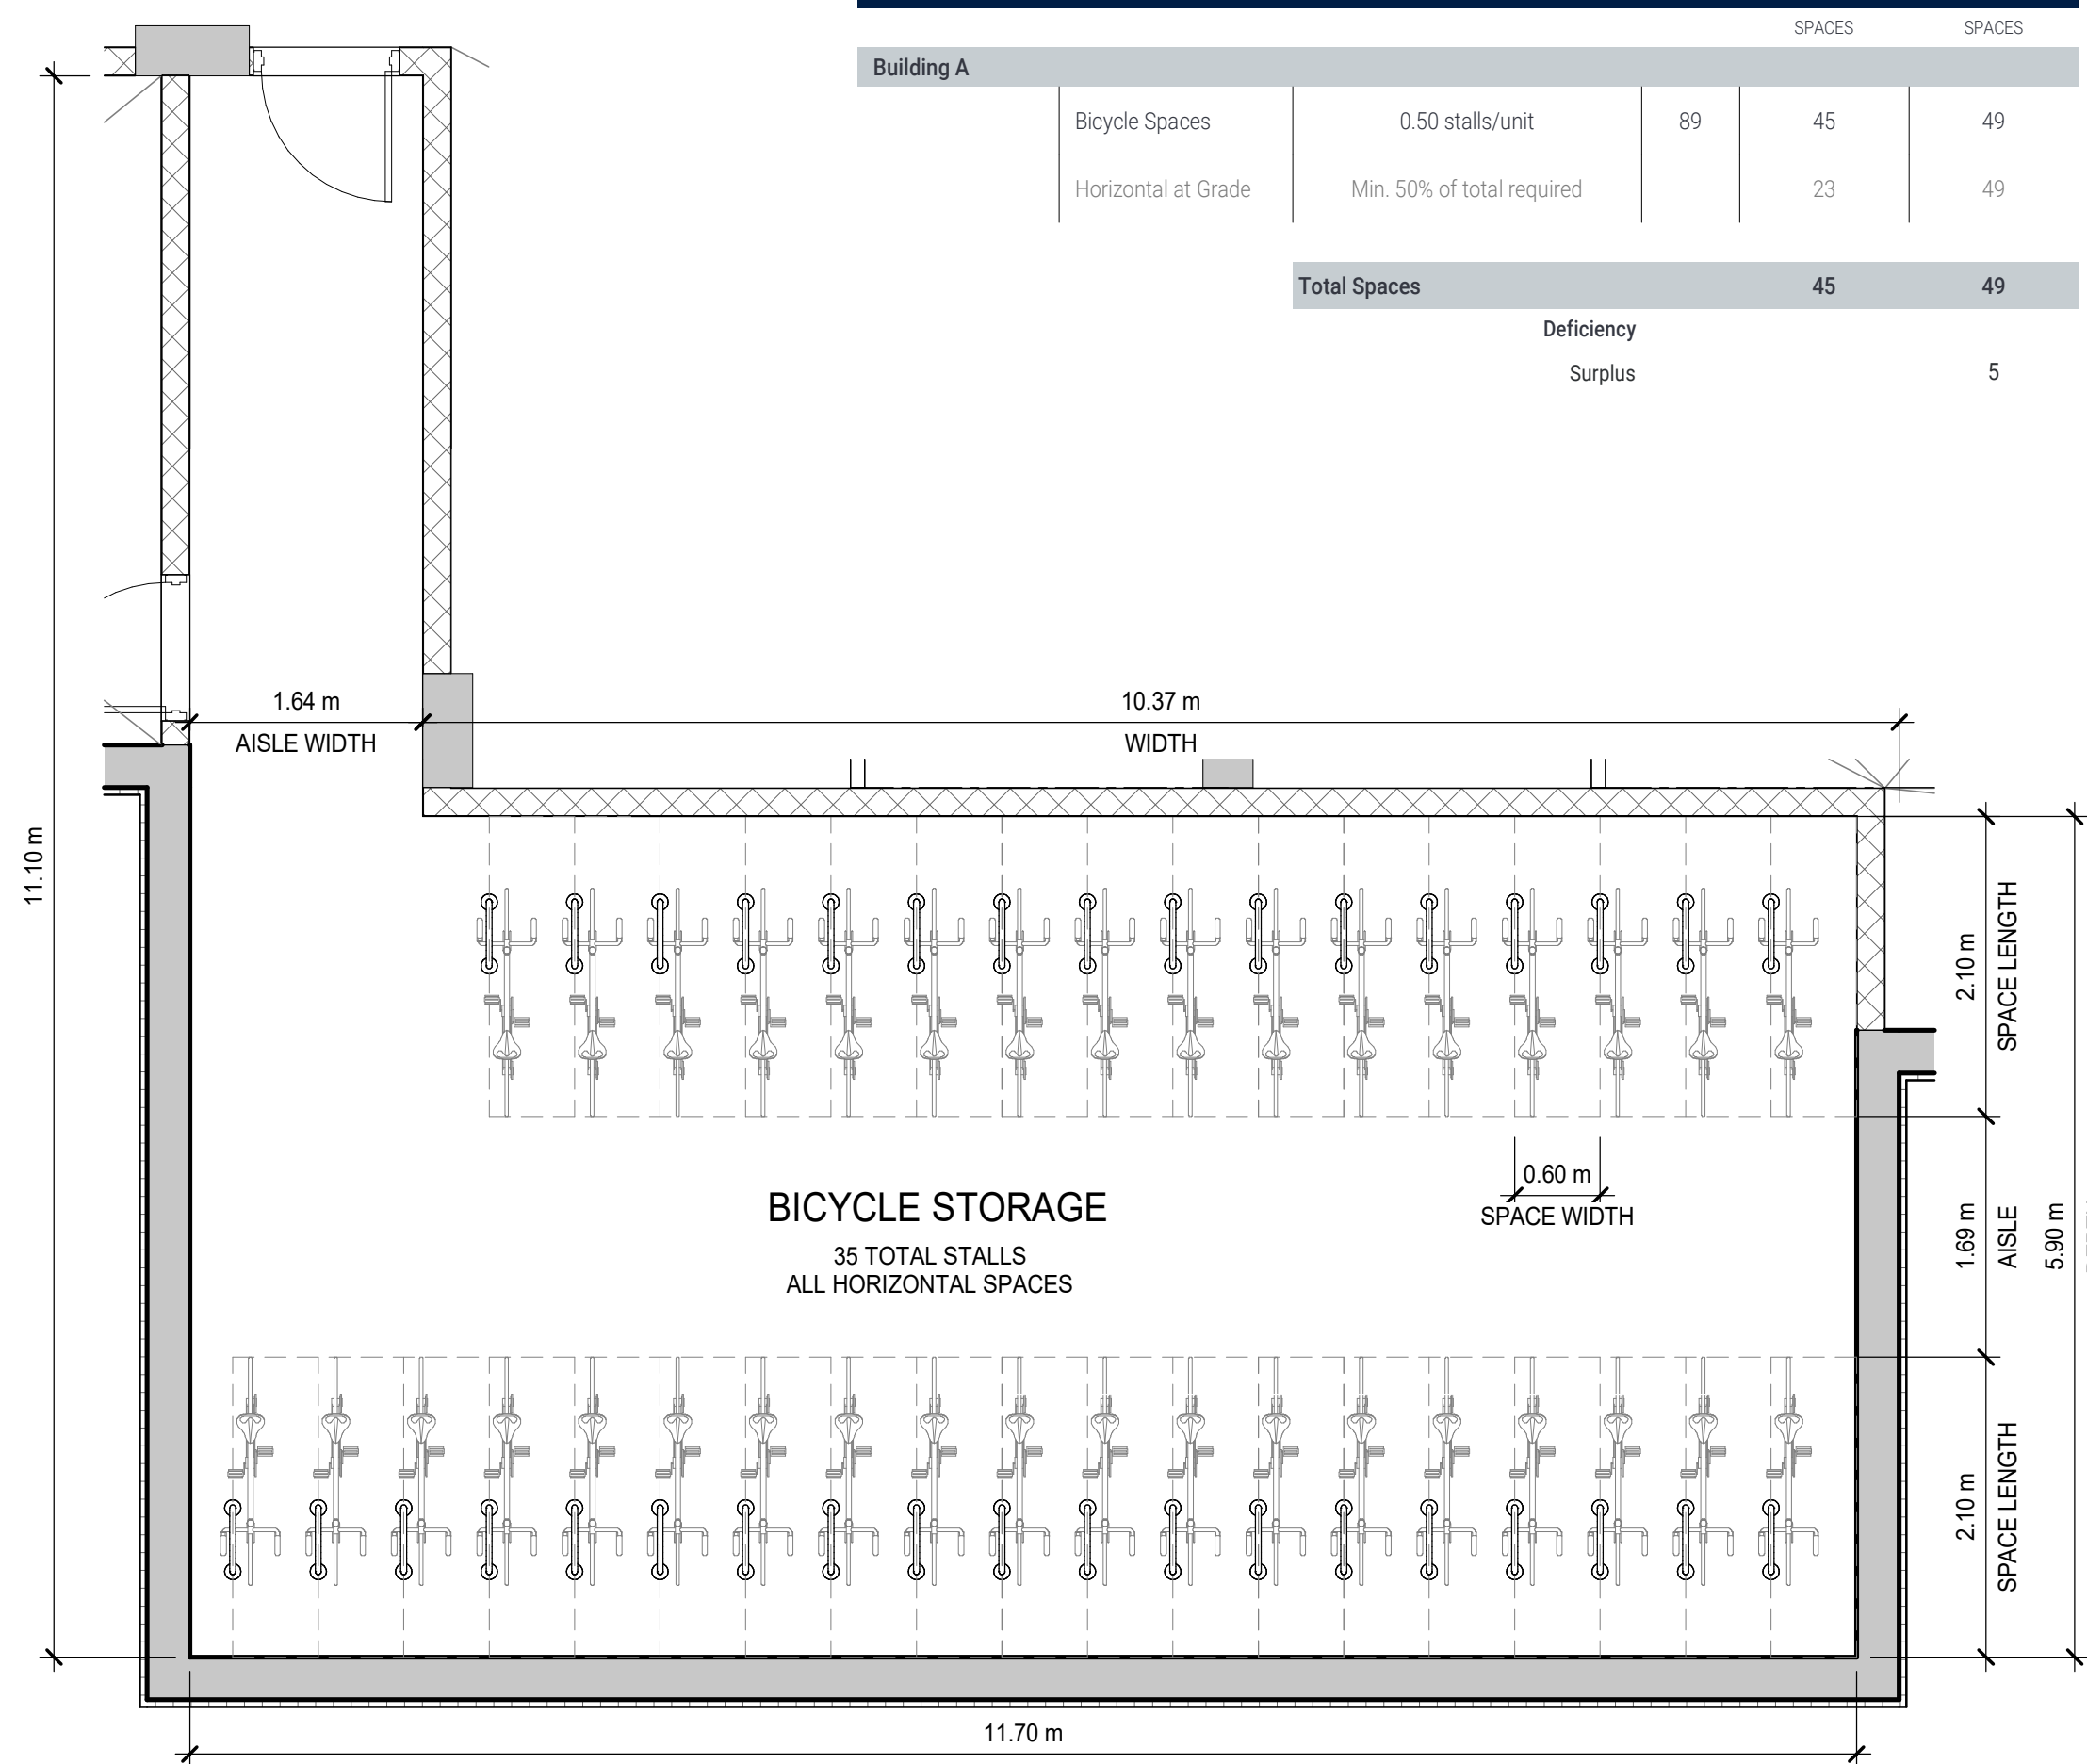 SPACES SPACES
Building A
Bicycle Spaces 0.50 stalls/unit 89 45 49
Horizontal at Grade Min. 50% of total required 23 49
Total Spaces 45 49
Deficiency
Surplus 5
1.64 m
AISLE WIDTH
10.37 m
WIDTH
11.10 m
2.10 m
SPACE LENGTH
0.60 m
SPACE WIDTH
BICYCLE STORAGE
35 TOTAL STALLS
ALL HORIZONTAL SPACES
1.69 m
AISLE
5.90 m
2.10 m
SPACE LENGTH
11.70 m